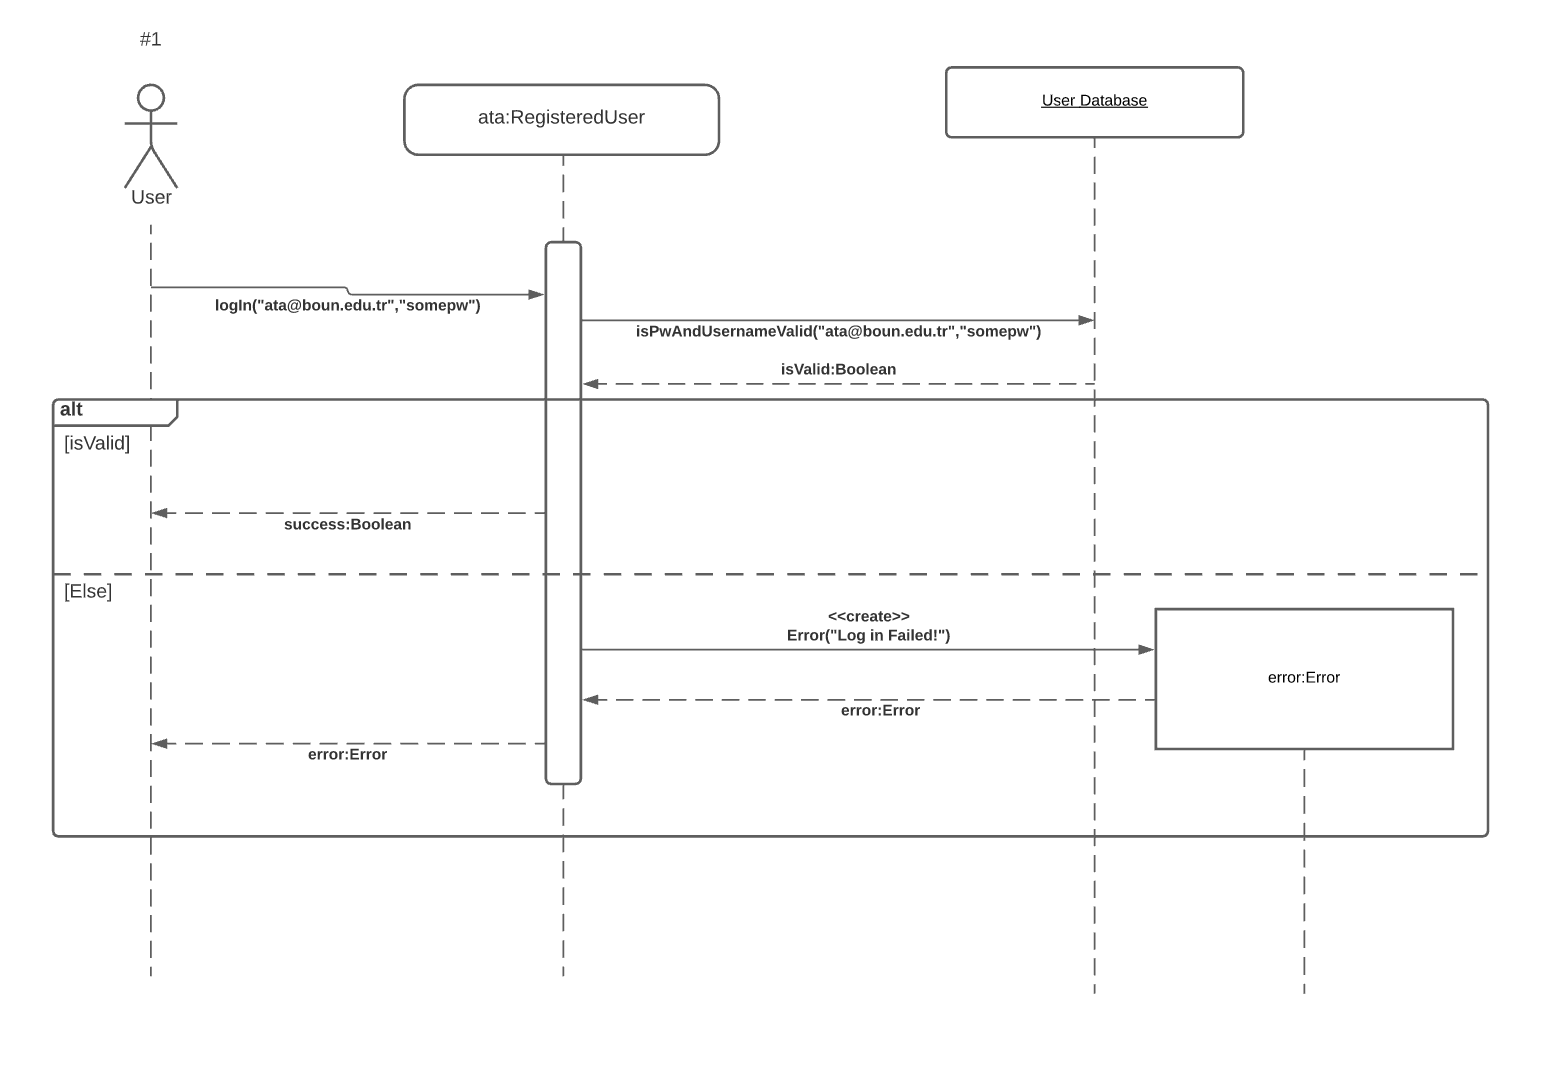 #1
User
ata:RegisteredUser
User Database
logIn("ata@boun.edu.tr","somepw")
isPwAndUsernameValid("ata@boun.edu.tr","somepw")
isValid:Boolean
alt
[isValid]
success:Boolean
[Else]
<<create>>
Error("Log in Failed!")
error:Error
error:Error
error:Error